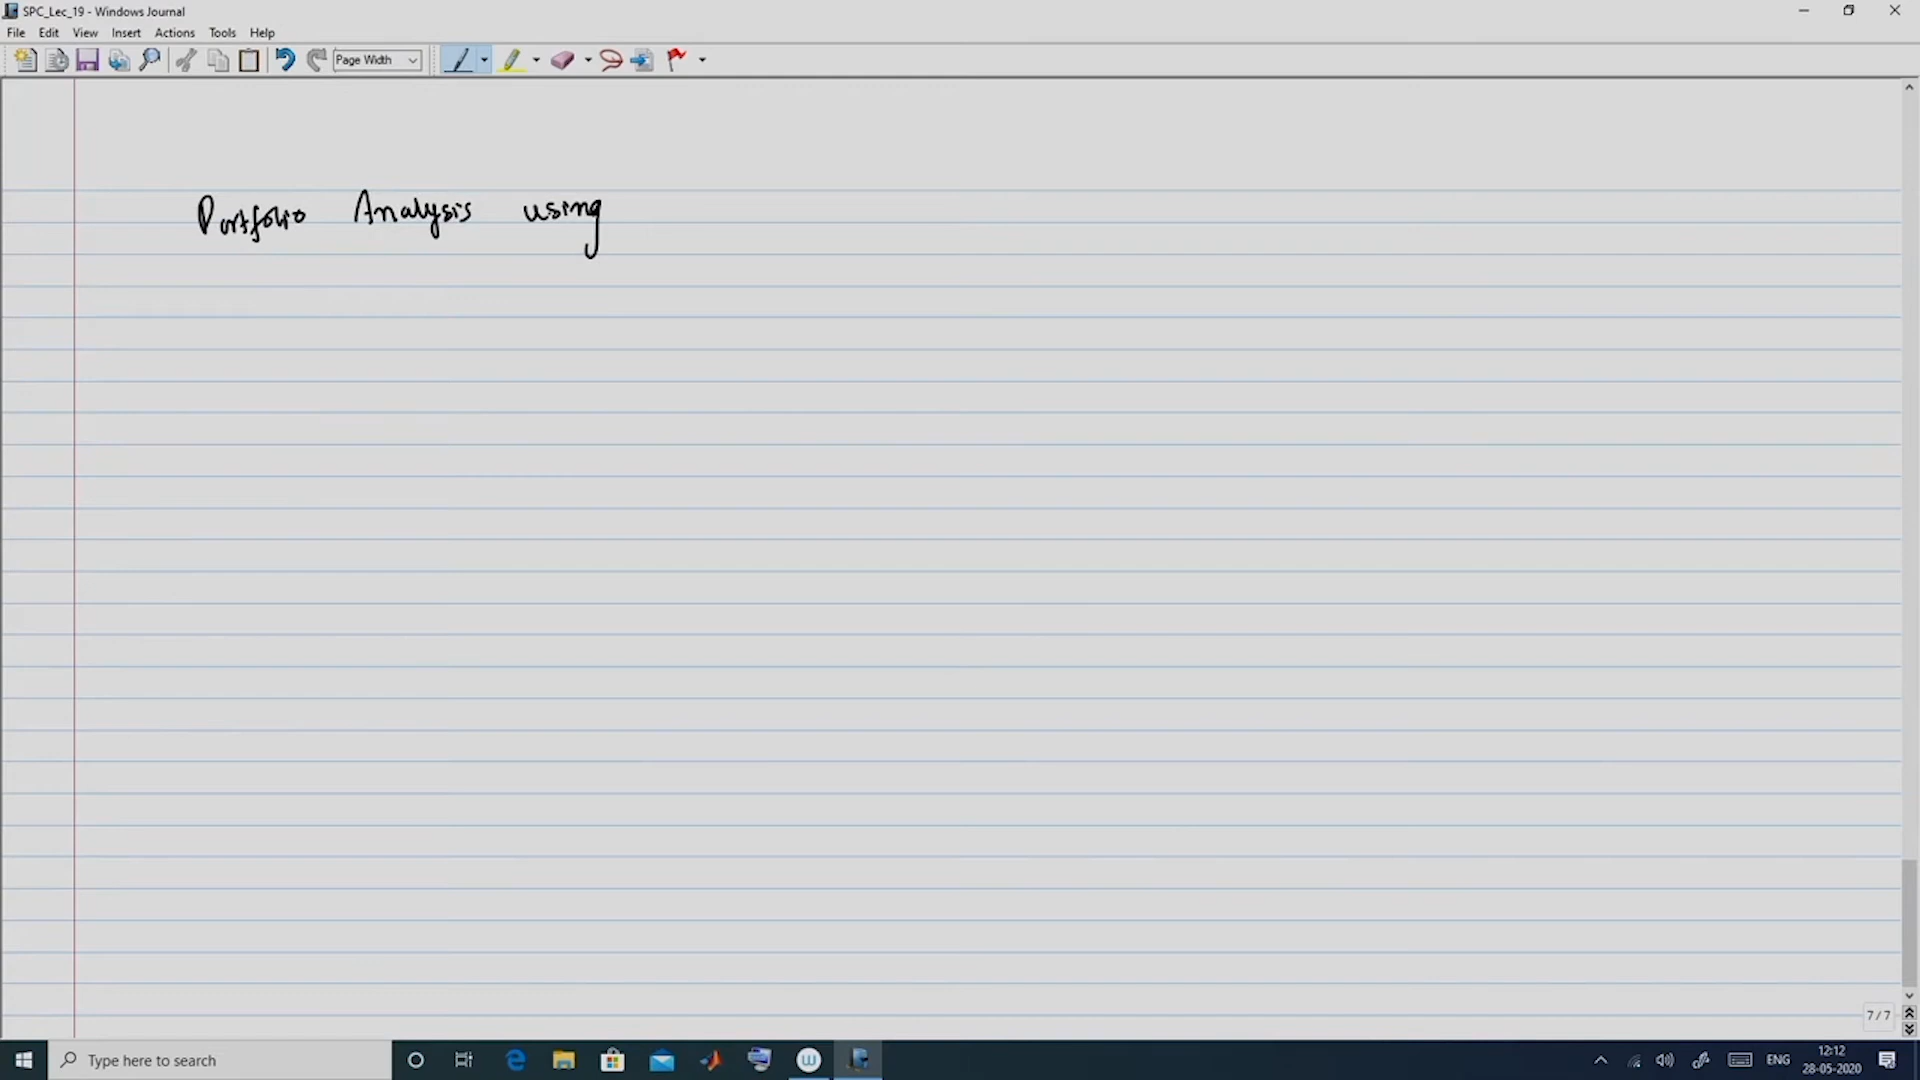 SPC_Lec_19 - Windows Journal
File Edit View Insert Actions Tools Help
Page Width
Portfolio Analysis using
7 / 7
Type here to search
ENG
12:12
28-05-2020